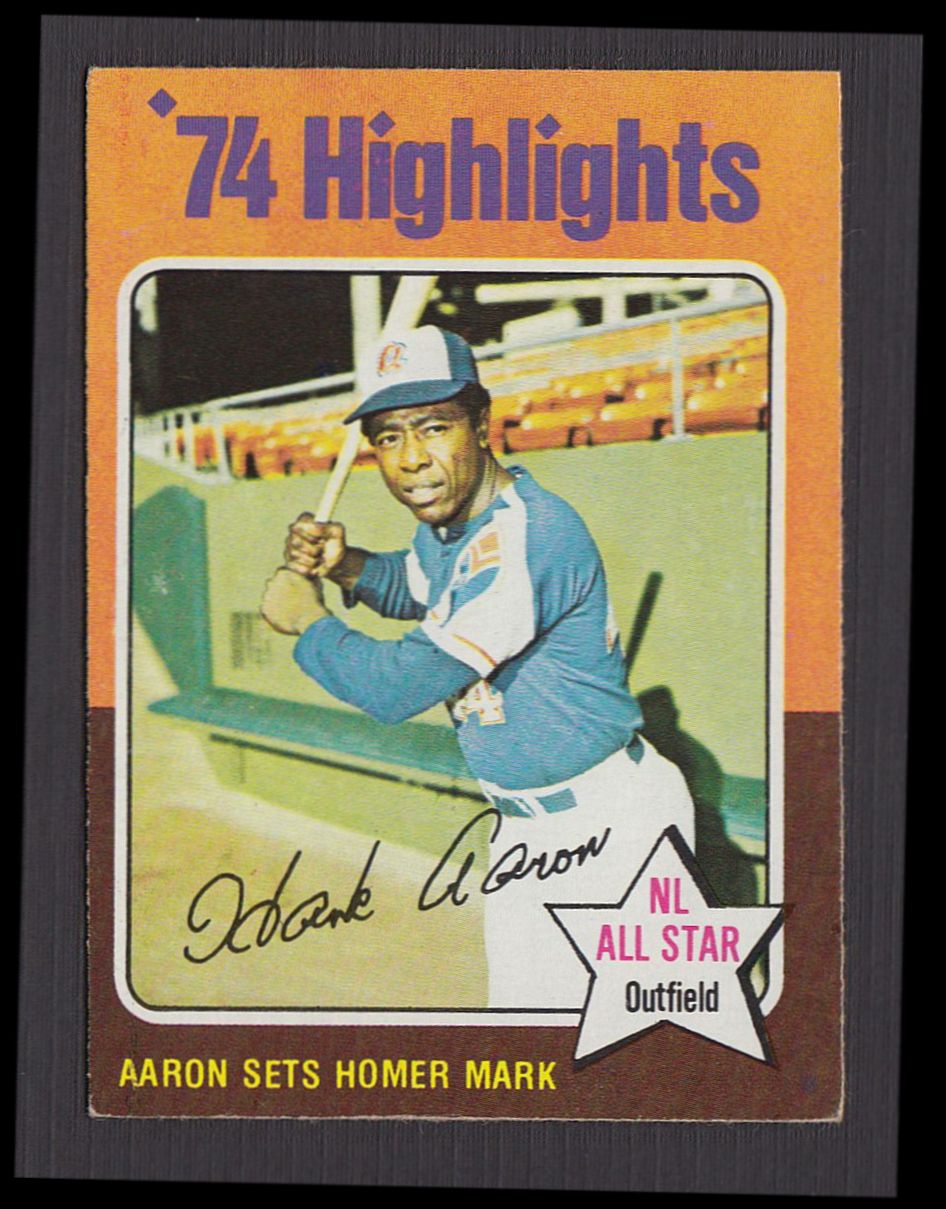 '74 Highlights
Hank Aaron
NL
ALL STAR
Outfield
AARON SETS HOMER MARK